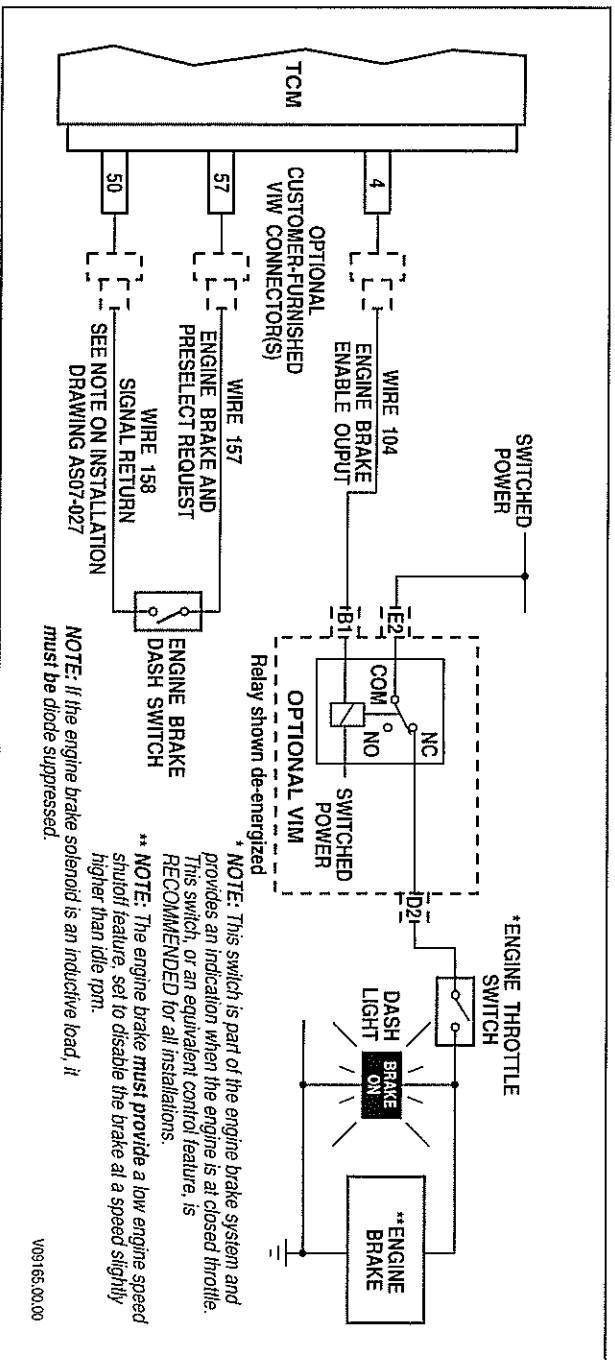 TCM
4
57
50
OPTIONAL
CUSTOMER-FURNISHED
VIW CONNECTOR(S)
WIRE 104
ENGINE BRAKE
ENABLE OUPUT
WIRE 157
ENGINE BRAKE AND
PRESELECT REQUEST
WIRE 158
SIGNAL RETURN
SEE NOTE ON INSTALLATION
DRAWING AS07-027
SWITCHED
POWER
E2
B1
COM
NC
NO
SWITCHED
POWER
OPTIONAL VIM
Relay shown de-energized
D2
ENGINE BRAKE
DASH SWITCH
*ENGINE THROTTLE
SWITCH
DASH
LIGHT
BRAKE
ON
**ENGINE
BRAKE
* NOTE: This switch is part of the engine brake system and
provides an indication when the engine is at closed throttle.
This switch, or an equivalent control feature, is
RECOMMENDED for all installations.
** NOTE: The engine brake must provide a low engine speed
shutoff feature, set to disable the brake at a speed slightly
higher than idle rpm.
NOTE: If the engine brake solenoid is an inductive load, it
must be diode suppressed.
V09165.00.00